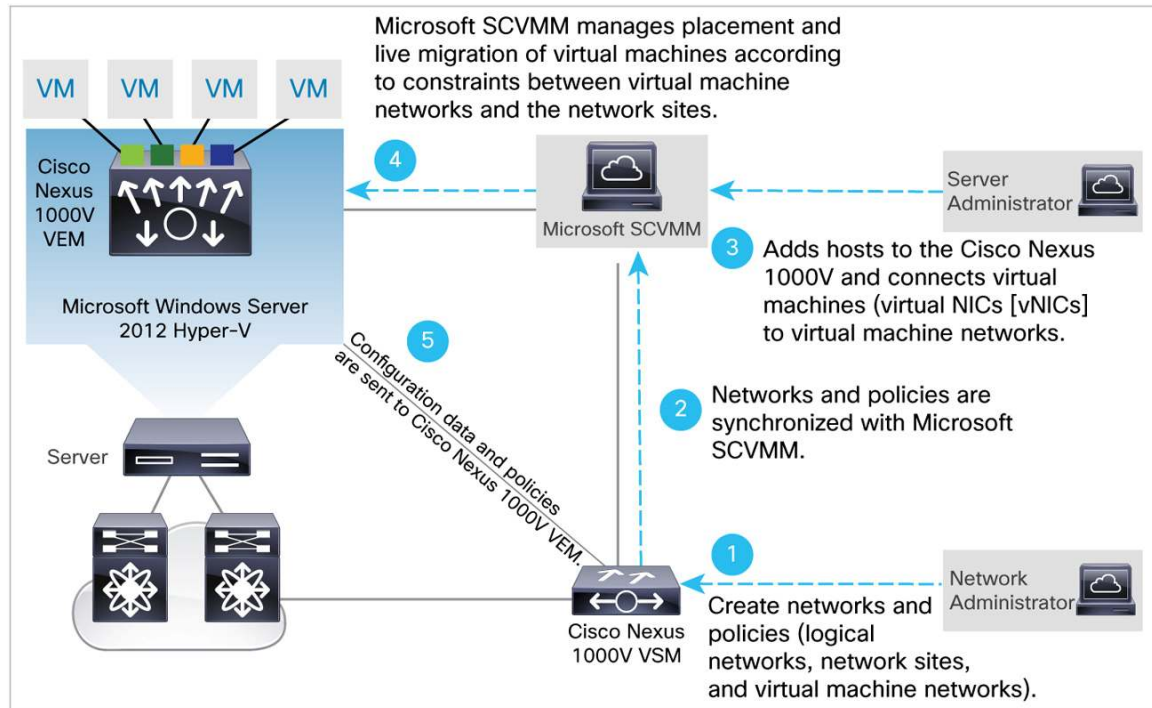 Microsoft SCVMM manages placement and
live migration of virtual machines according
to constraints between virtual machine
networks and the network sites.
VM
VM
VM
VM
Cisco
Nexus
1000V
VEM
Microsoft Windows Server
2012 Hyper-V
4
Microsoft SCVMM
Server
Administrator
3
Adds hosts to the Cisco Nexus
1000V and connects virtual
machines (virtual NICs [vNICs]
to virtual machine networks.
5
Configuration data and policies
are sent to Cisco Nexus 1000V VEM.
2
Networks and policies are
synchronized with Microsoft
SCVMM.
Server
1
Network
Administrator
Create networks and
policies (logical
networks, network sites,
and virtual machine networks).
Cisco Nexus
1000V VSM